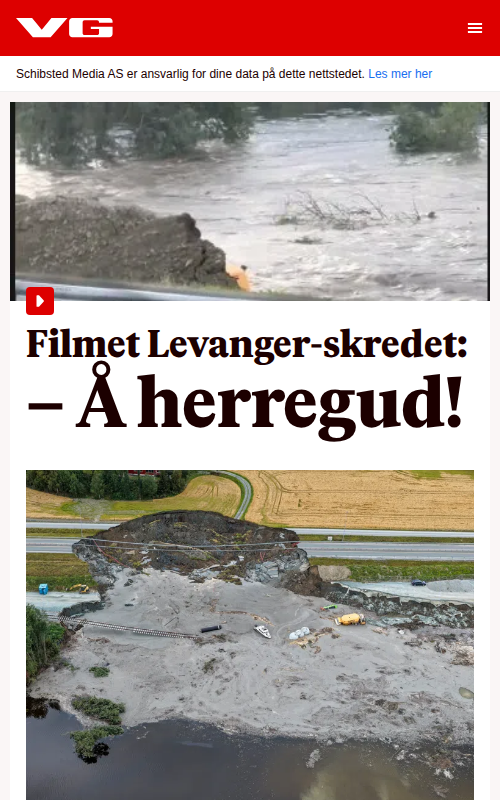 VG
Schibsted Media AS er ansvarlig for dine data på dette nettstedet. Les mer her
Filmet Levanger-skredet:
– Å herregud!